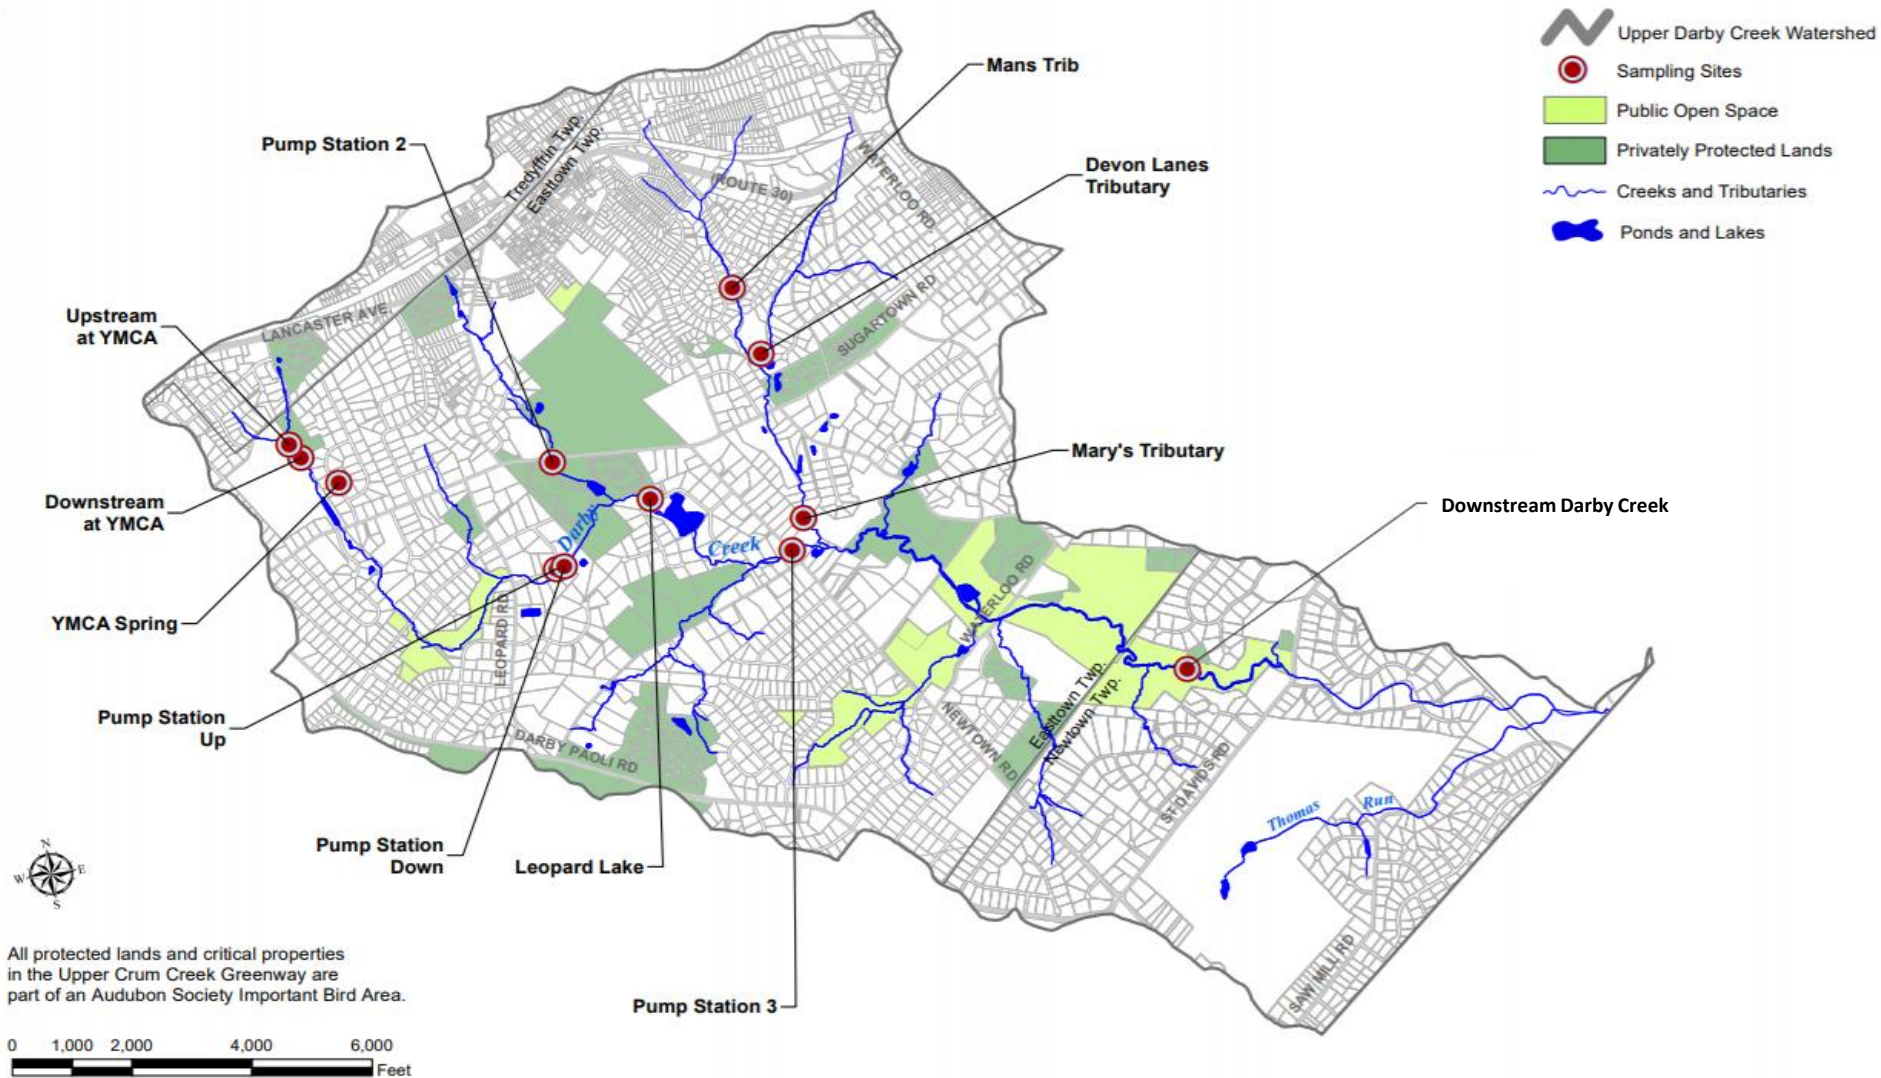 Upper Darby Creek Watershed
Sampling Sites
Public Open Space
Privately Protected Lands
Creeks and Tributaries
Ponds and Lakes
Mans Trib
Pump Station 2
Devon Lanes
Tributary
Tredyffrin Twp.
Easttown Twp.
(ROUTE 30)
WATERLOO RD.
SUGARTOWN RD
LANCASTER AVE.
Upstream
at YMCA
Downstream
at YMCA
Mary's Tributary
Downstream Darby Creek
Darby
Creek
WATERLOO RD
YMCA Spring
LEOPARD RD
Pump Station
Up
DARBY PAOLI RD
NEWTOWN RD
Easttown Twp.
Newtown Twp.
ST DAVIDS RD
Thomas
Run
Pump Station
Down
Leopard Lake
SAW MILL RD
Pump Station 3
N
W
E
S
All protected lands and critical properties
in the Upper Crum Creek Greenway are
part of an Audubon Society Important Bird Area.
0 1,000 2,000 4,000 6,000
Feet